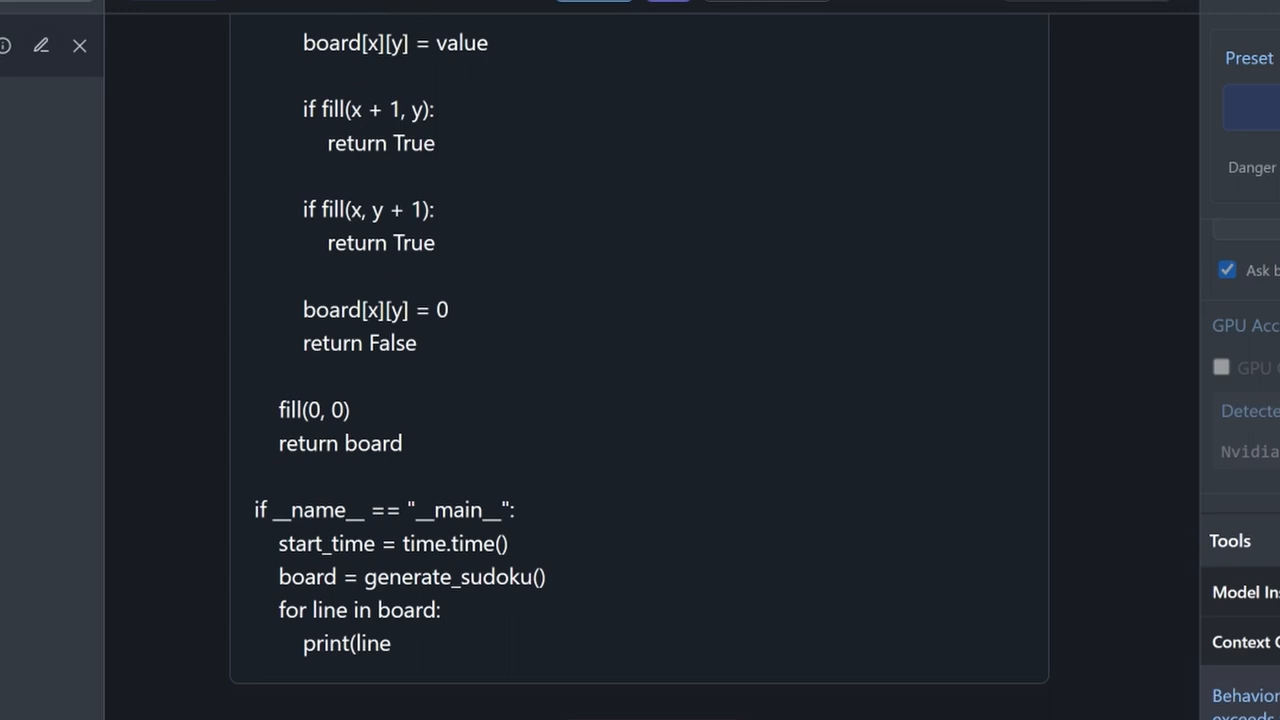 board[x][y] = value
if fill(x + 1, y):
return True
if fill(x, y + 1):
return True
board[x][y] = 0
return False
fill(0, 0)
return board
if __name__ == "__main__":
start_time = time.time()
board = generate_sudoku()
for line in board:
print(line
Preset
Danger
Ask b
GPU Acc
GPU
Detecte
Nvidia
Tools
Model In
Context
Behavior
exceeds